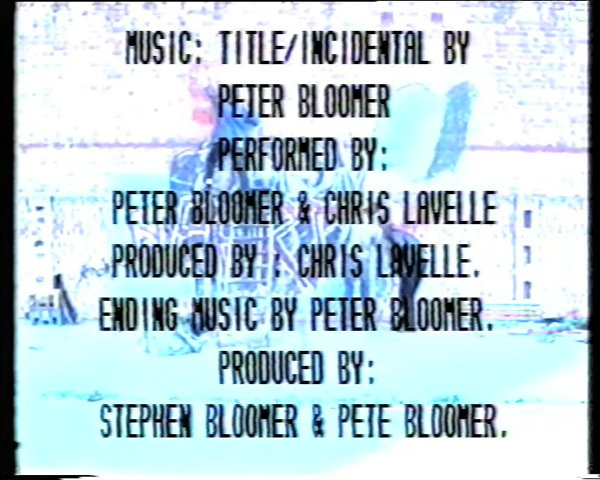 MUSIC: TITLE/INCIDENTAL BY
PETER BLOOMER
PERFORMED BY:
PETER BLOOMER & CHRIS LAVELLE
PRODUCED BY : CHRIS LAVELLE.
ENDING MUSIC BY PETER BLOOMER.
PRODUCED BY:
STEPHEN BLOOMER & PETE BLOOMER.